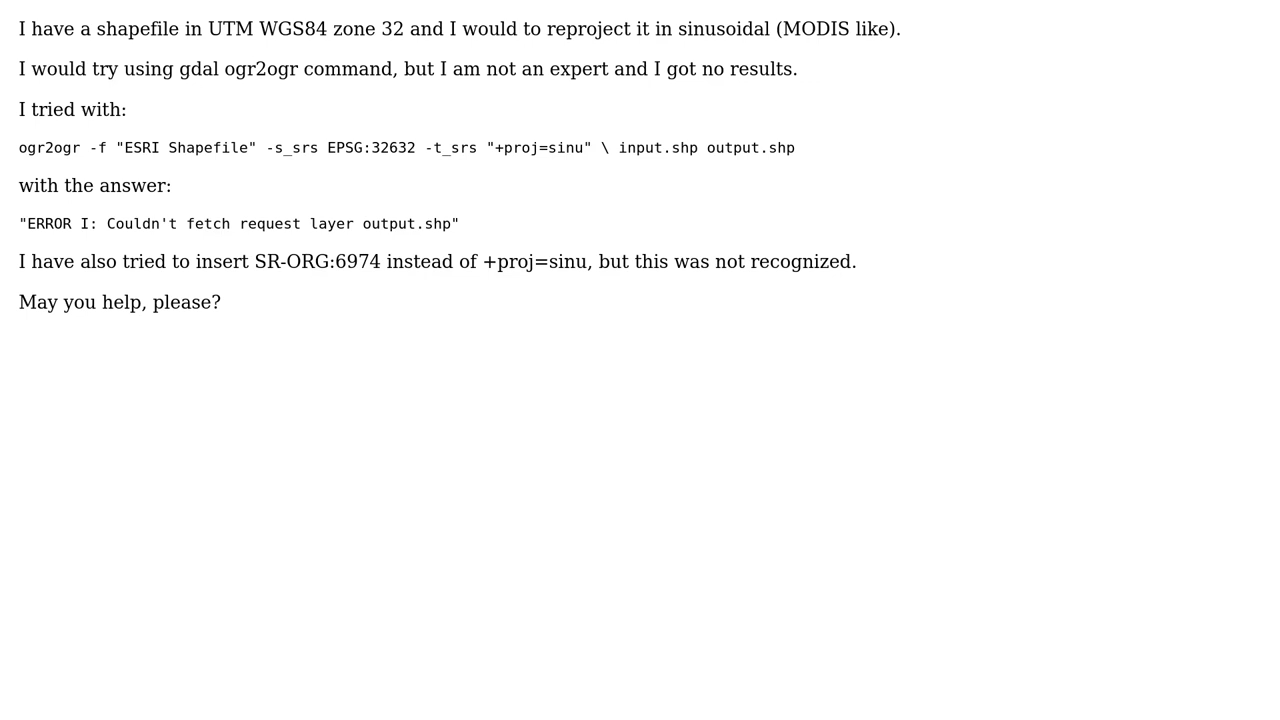 I have a shapefile in UTM WGS84 zone 32 and I would to reproject it in sinusoidal (MODIS like).
I would try using gdal ogr2ogr command, but I am not an expert and I got no results.
I tried with:
ogr2ogr -f "ESRI Shapefile" -s_srs EPSG:32632 -t_srs "+proj=sinu" \ input.shp output.shp
with the answer:
"ERROR I: Couldn't fetch request layer output.shp"
I have also tried to insert SR-ORG:6974 instead of +proj=sinu, but this was not recognized.
May you help, please?